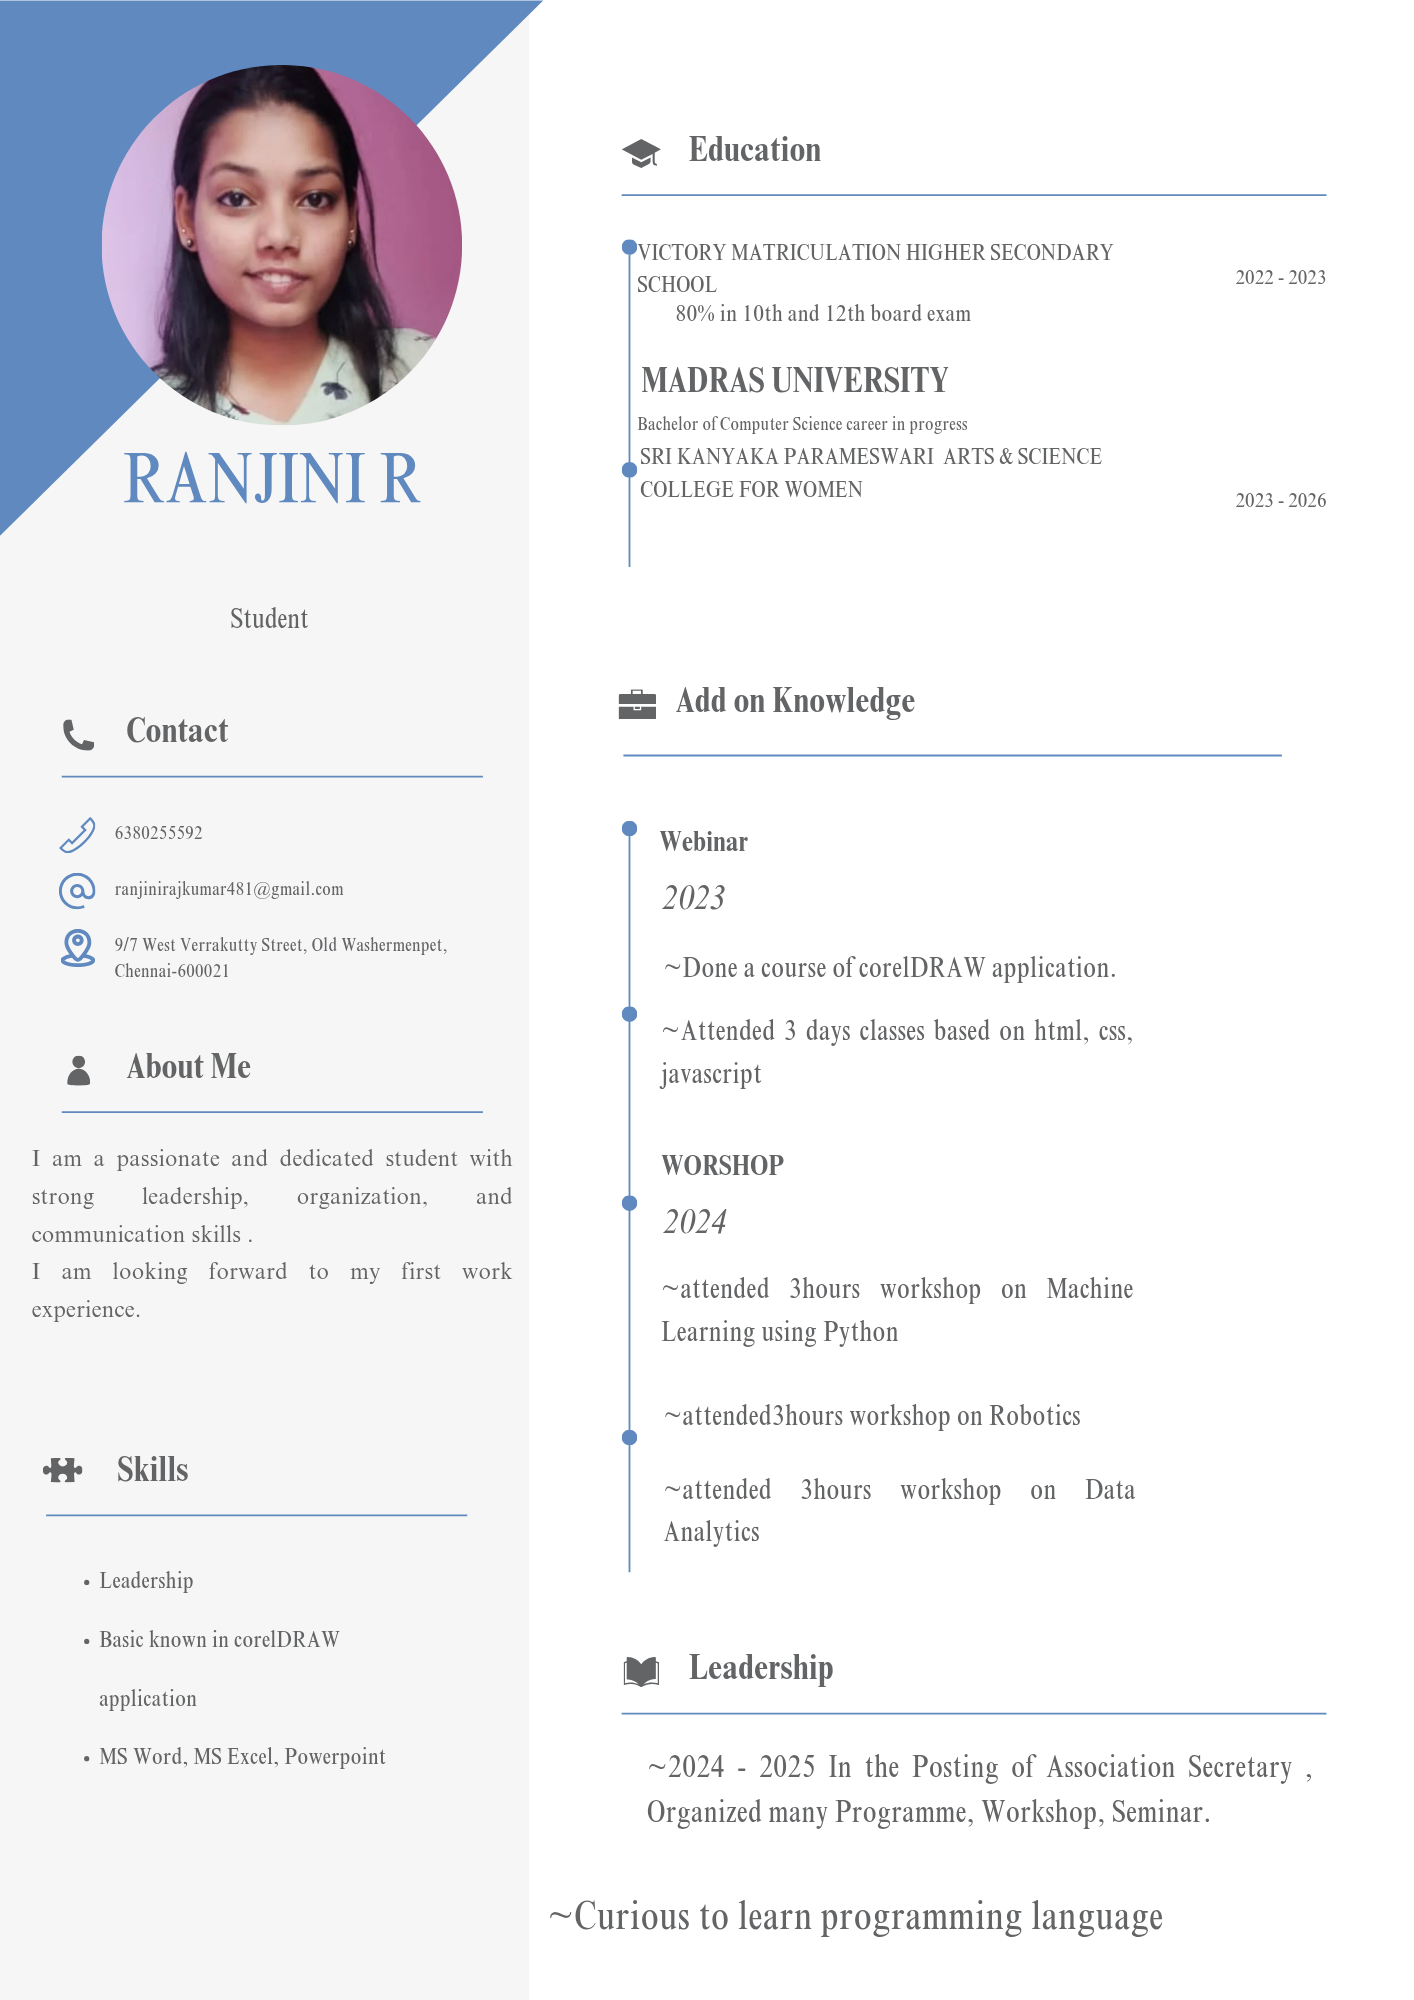 RANJINI R
Student
Contact
6380255592
ranjinirajkumar481@gmail.com
9/7 West Verrakutty Street, Old Washermenpet,
Chennai-600021
About Me
I am a passionate and dedicated student with
strong leadership, organization, and
communication skills .
I am looking forward to my first work
experience.
Skills
• Leadership
• Basic known in corelDRAW
application
• MS Word, MS Excel, Powerpoint
Education
VICTORY MATRICULATION HIGHER SECONDARY
SCHOOL
2022 - 2023
80% in 10th and 12th board exam
MADRAS UNIVERSITY
Bachelor of Computer Science career in progress
SRI KANYAKA PARAMESWARI ARTS & SCIENCE
COLLEGE FOR WOMEN
2023 - 2026
Add on Knowledge
Webinar
2023
~Done a course of corelDRAW application.
~Attended 3 days classes based on html, css,
javascript
WORSHOP
2024
~attended 3hours workshop on Machine
Learning using Python
~attended3hours workshop on Robotics
~attended 3hours workshop on Data
Analytics
Leadership
~2024 - 2025 In the Posting of Association Secretary ,
Organized many Programme, Workshop, Seminar.
~Curious to learn programming language